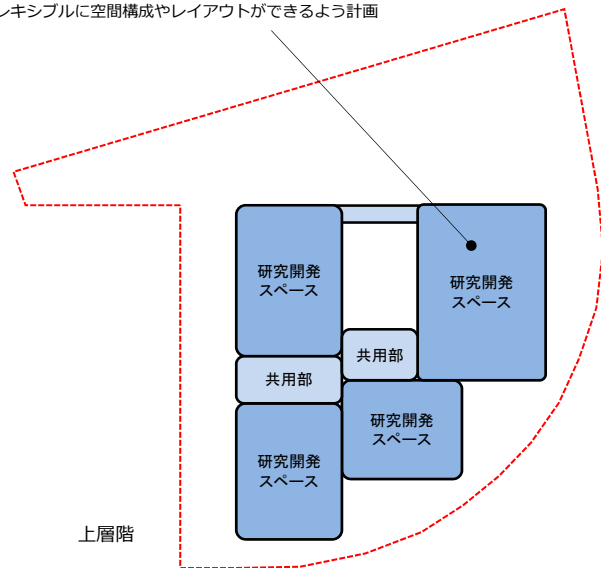 レキシブルに空間構成やレイアウトができるよう計画
研究開発
スペース
研究開発
スペース
共用部
共用部
研究開発
スペース
研究開発
スペース
上層階